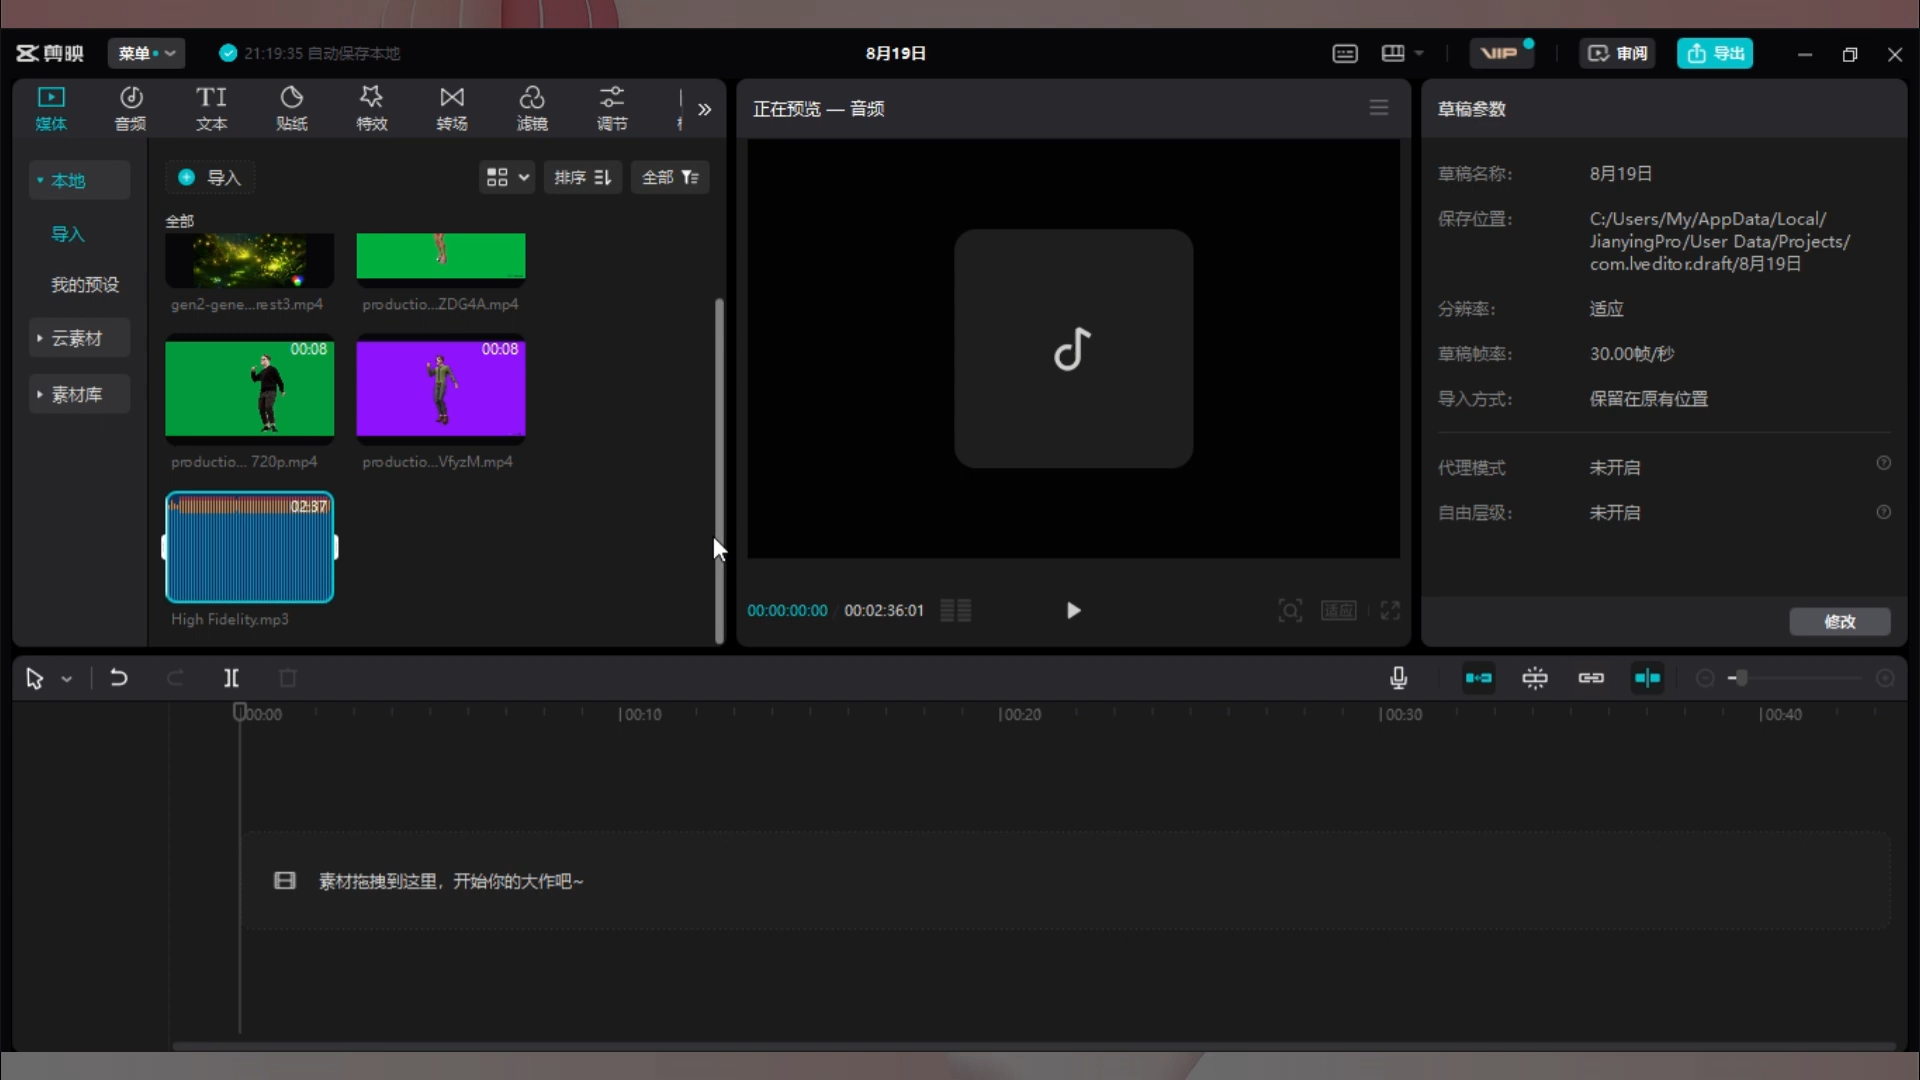 剪映
菜单
21:19:35 自动保存本地
8月19日
VIP
审阅
导出
媒体
音频
TI
文本
贴纸
特效
转场
滤镜
调节
正在预览 — 音频
草稿参数
本地
导入
我的预设
云素材
素材库
导入
排序
全部
全部
gen2-gene...rest3.mp4
productio...ZDG4A.mp4
00:08
00:08
productio... 720p.mp4
productio...VfyzM.mp4
02:37
High Fidelity.mp3
00:00:00:00 / 00:02:36:01
适应
草稿名称: 8月19日
保存位置: C:/Users/My/AppData/Local/
JianyingPro/User Data/Projects/
com.lveditor.draft/8月19日
分辨率: 适应
草稿帧率: 30.00帧/秒
导入方式: 保留在原有位置
代理模式 未开启
自由层级: 未开启
修改
00:00
00:10
00:20
00:30
00:40
素材拖拽到这里，开始你的大作吧~